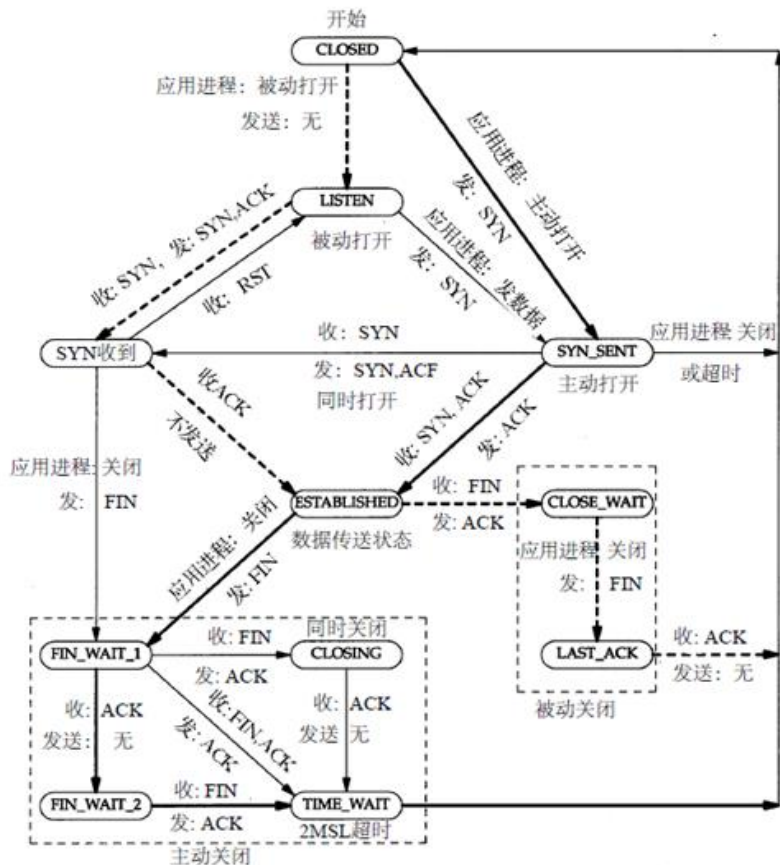 开始
CLOSED
应用进程：被动打开
发送：无
应用进程：主动打开
发：SYN
LISTEN
被动打开
收: SYN，发: SYN,ACK
收: RST
应用进程：发数据
发：SYN
SYN收到
收: SYN
发：SYN,ACF
同时打开
SYN_SENT
主动打开
应用进程 关闭
或超时
收ACK
不发送
收: SYN, ACK
发: ACK
应用进程: 关闭
发: FIN
ESTABLISHED
数据传送状态
收: FIN
发: ACK
CLOSE_WAIT
应用进程：关闭
发: FIN
应用进程 关闭
发: FIN
FIN_WAIT_1
收: FIN
发: ACK
同时关闭
CLOSING
LAST_ACK
收: ACK
发送: 无
被动关闭
收: ACK
发送: 无
收: FIN,ACK
发: ACK
收: ACK
发送 无
FIN_WAIT_2
收: FIN
发: ACK
TIME_WAIT
2MSL超时
主动关闭